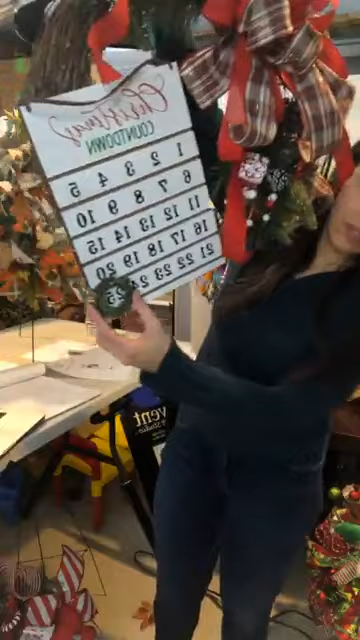 Christmas
COUNTDOWN
1 2 3 4 5
6 7 8 9 10
11 12 13 14 15
16 17 18 19 20
21 22 23 24 25
vent